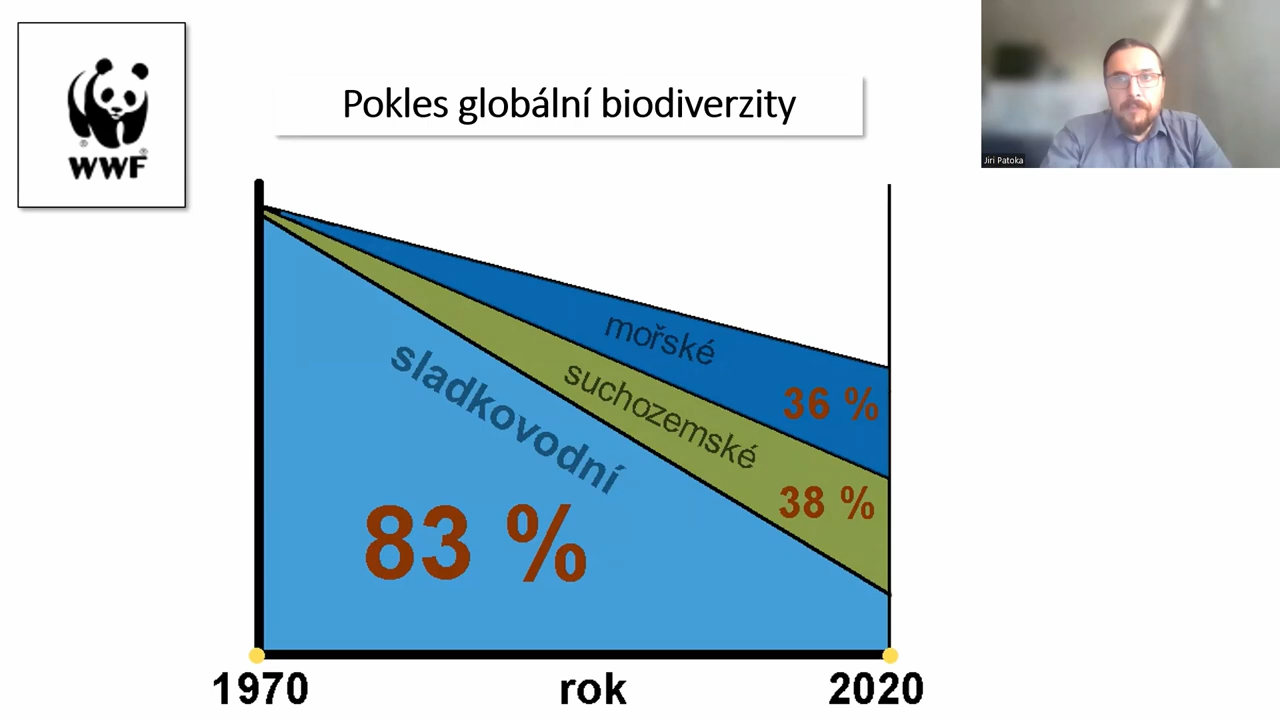 Pokles globální biodiverzity
WWF
Jiri Patoka
mořské
36 %
suchozemské
38 %
sladkovodní
83 %
1970 rok 2020